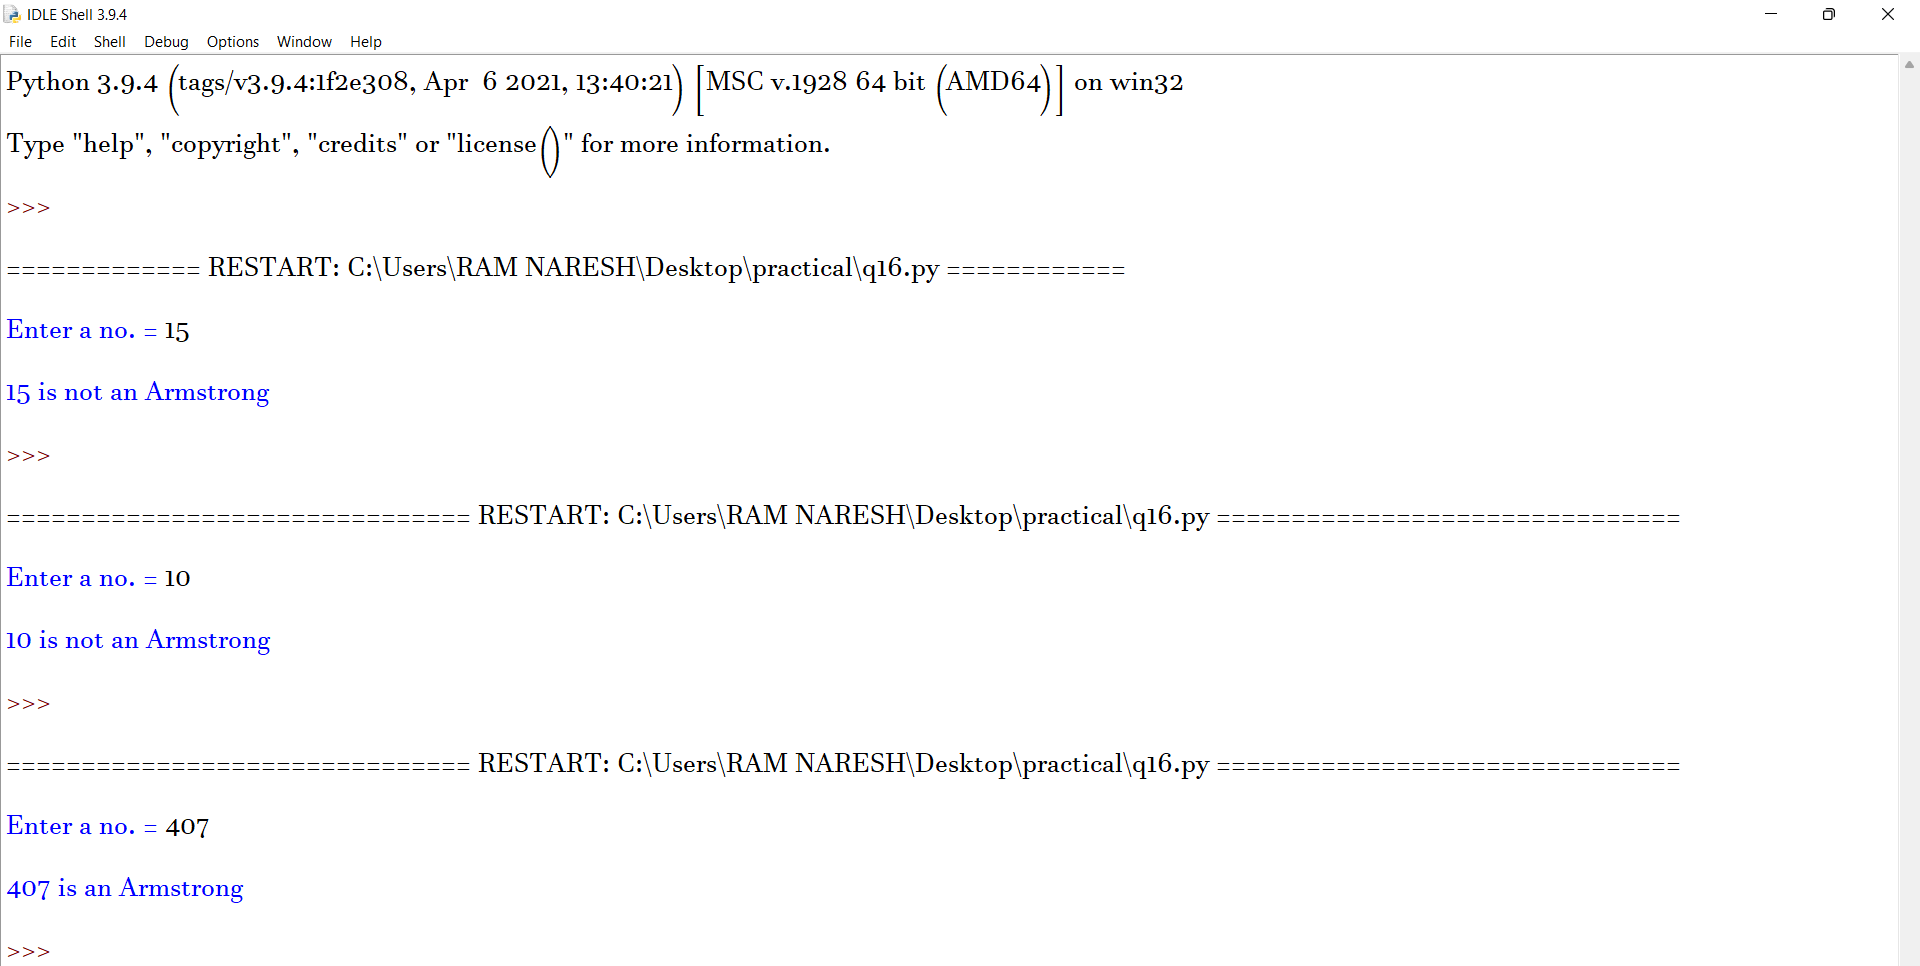 IDLE Shell 3.9.4
File Edit Shell Debug Options Window Help
Python 3.9.4 (tags/v3.9.4:1f2e308, Apr  6 2021, 13:40:21) [MSC v.1928 64 bit (AMD64)] on win32
Type "help", "copyright", "credits" or "license()" for more information.
>>>
============= RESTART: C:\Users\RAM NARESH\Desktop\practical\q16.py ============
Enter a no. = 15
15 is not an Armstrong
>>>
=============================== RESTART: C:\Users\RAM NARESH\Desktop\practical\q16.py ===============================
Enter a no. = 10
10 is not an Armstrong
>>>
=============================== RESTART: C:\Users\RAM NARESH\Desktop\practical\q16.py ===============================
Enter a no. = 407
407 is an Armstrong
>>>